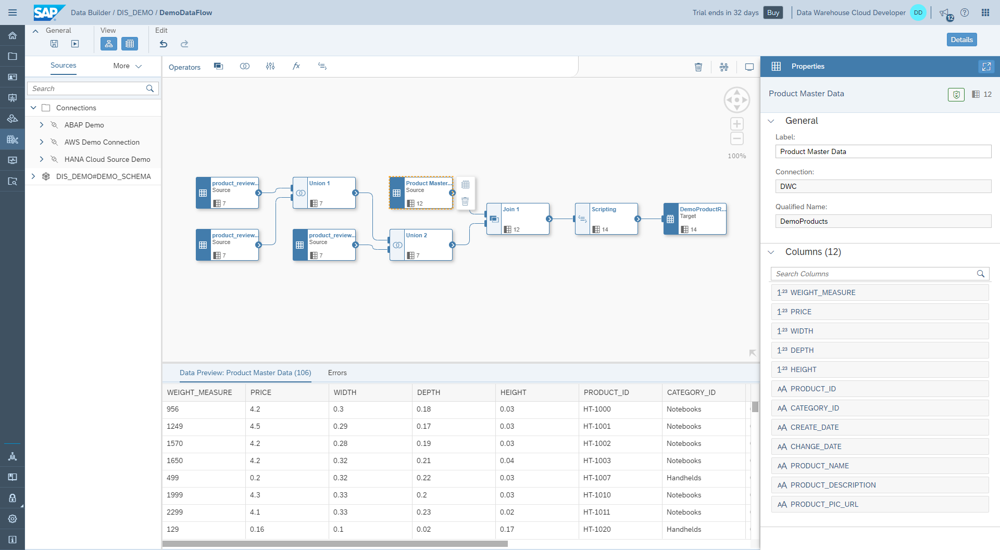 SAP Data Builder / DIS_DEMO / DemoDataFlow Trial ends in 32 days Buy Data Warehouse Cloud Developer DD 12
General View Edit
Details
Sources More
Operators fx
Properties
Search
Product Master Data 12
100%
Connections
ABAP Demo
AWS Demo Connection
HANA Cloud Source Demo
DIS_DEMO#DEMO_SCHEMA
product_review...
Source
7
Union 1
7
Product Master...
Source
12
product_review...
Source
7
product_review...
Source
7
Union 2
7
Join 1
12
Scripting
14
DemoProductR...
Target
14
General
Label:
Product Master Data
Connection:
DWC
Qualified Name:
DemoProducts
Columns (12)
Search Columns
1.23 WEIGHT_MEASURE
1.23 PRICE
1.23 WIDTH
1.23 DEPTH
1.23 HEIGHT
AA PRODUCT_ID
AA CATEGORY_ID
AA CREATE_DATE
AA CHANGE_DATE
AA PRODUCT_NAME
AA PRODUCT_DESCRIPTION
AA PRODUCT_PIC_URL
Data Preview: Product Master Data (106) Errors
WEIGHT_MEASURE PRICE WIDTH DEPTH HEIGHT PRODUCT_ID CATEGORY_ID
956 4.2 0.3 0.18 0.03 HT-1000 Notebooks
1249 4.5 0.29 0.17 0.03 HT-1001 Notebooks
1570 4.2 0.28 0.19 0.03 HT-1002 Notebooks
1650 4.2 0.32 0.21 0.04 HT-1003 Notebooks
499 0.2 0.32 0.22 0.03 HT-1007 Handhelds
1999 4.3 0.33 0.2 0.03 HT-1010 Notebooks
2299 4.1 0.33 0.23 0.02 HT-1011 Notebooks
129 0.16 0.1 0.02 0.17 HT-1020 Handhelds